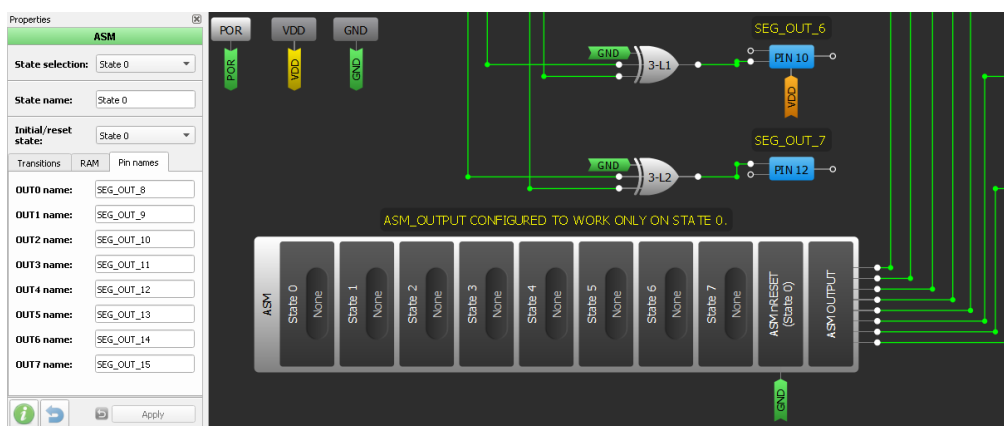 Properties
ASM
State selection: State 0
State name: State 0
Initial/reset state: State 0
Transitions RAM Pin names
OUT0 name: SEG_OUT_8
OUT1 name: SEG_OUT_9
OUT2 name: SEG_OUT_10
OUT3 name: SEG_OUT_11
OUT4 name: SEG_OUT_12
OUT5 name: SEG_OUT_13
OUT6 name: SEG_OUT_14
OUT7 name: SEG_OUT_15
Apply
POR VDD GND
POR VDD GND
SEG_OUT_6
GND 3-L1 PIN 10
VDD
SEG_OUT_7
GND 3-L2 PIN 12
ASM_OUTPUT CONFIGURED TO WORK ONLY ON STATE 0.
ASM
State 0 None
State 1 None
State 2 None
State 3 None
State 4 None
State 5 None
State 6 None
State 7 None
ASM nRESET
(State 0)
ASM OUTPUT
GND